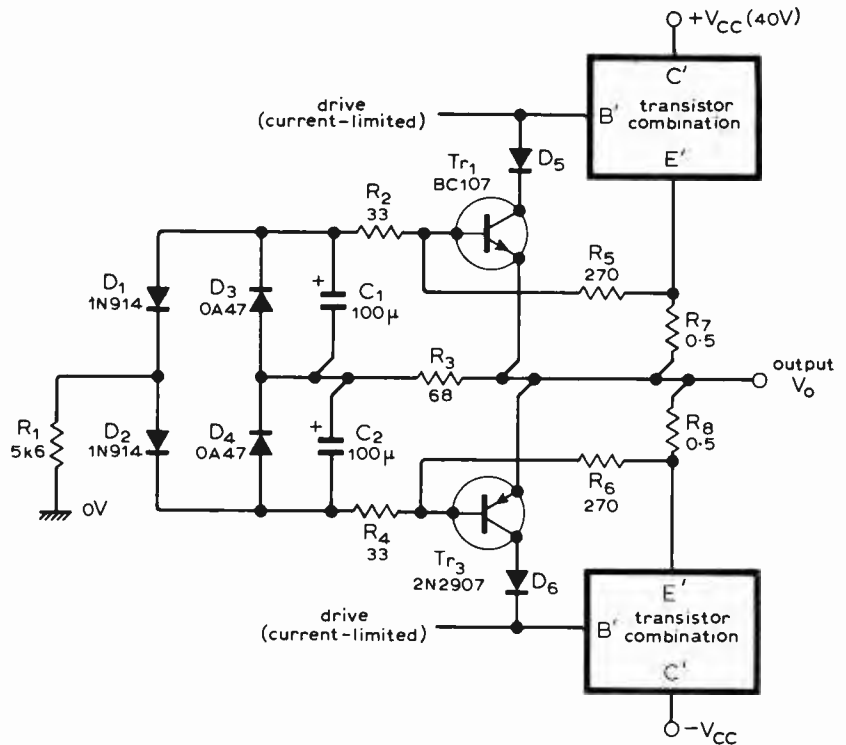 +VCC (40V)
C'
B' transistor
combination
E'
drive
(current-limited)
D5
Tr1
BC107
R2
33
R5
270
D1
1N914
D3
OA47
C1
+
100μ
R7
0·5
R3
68
output
Vo
R1
5k6
D2
1N914
D4
OA47
C2
+
100μ
R8
0·5
R6
270
0V
R4
33
Tr3
2N2907
D6
drive
(current-limited)
E'
B' transistor
combination
C'
-VCC